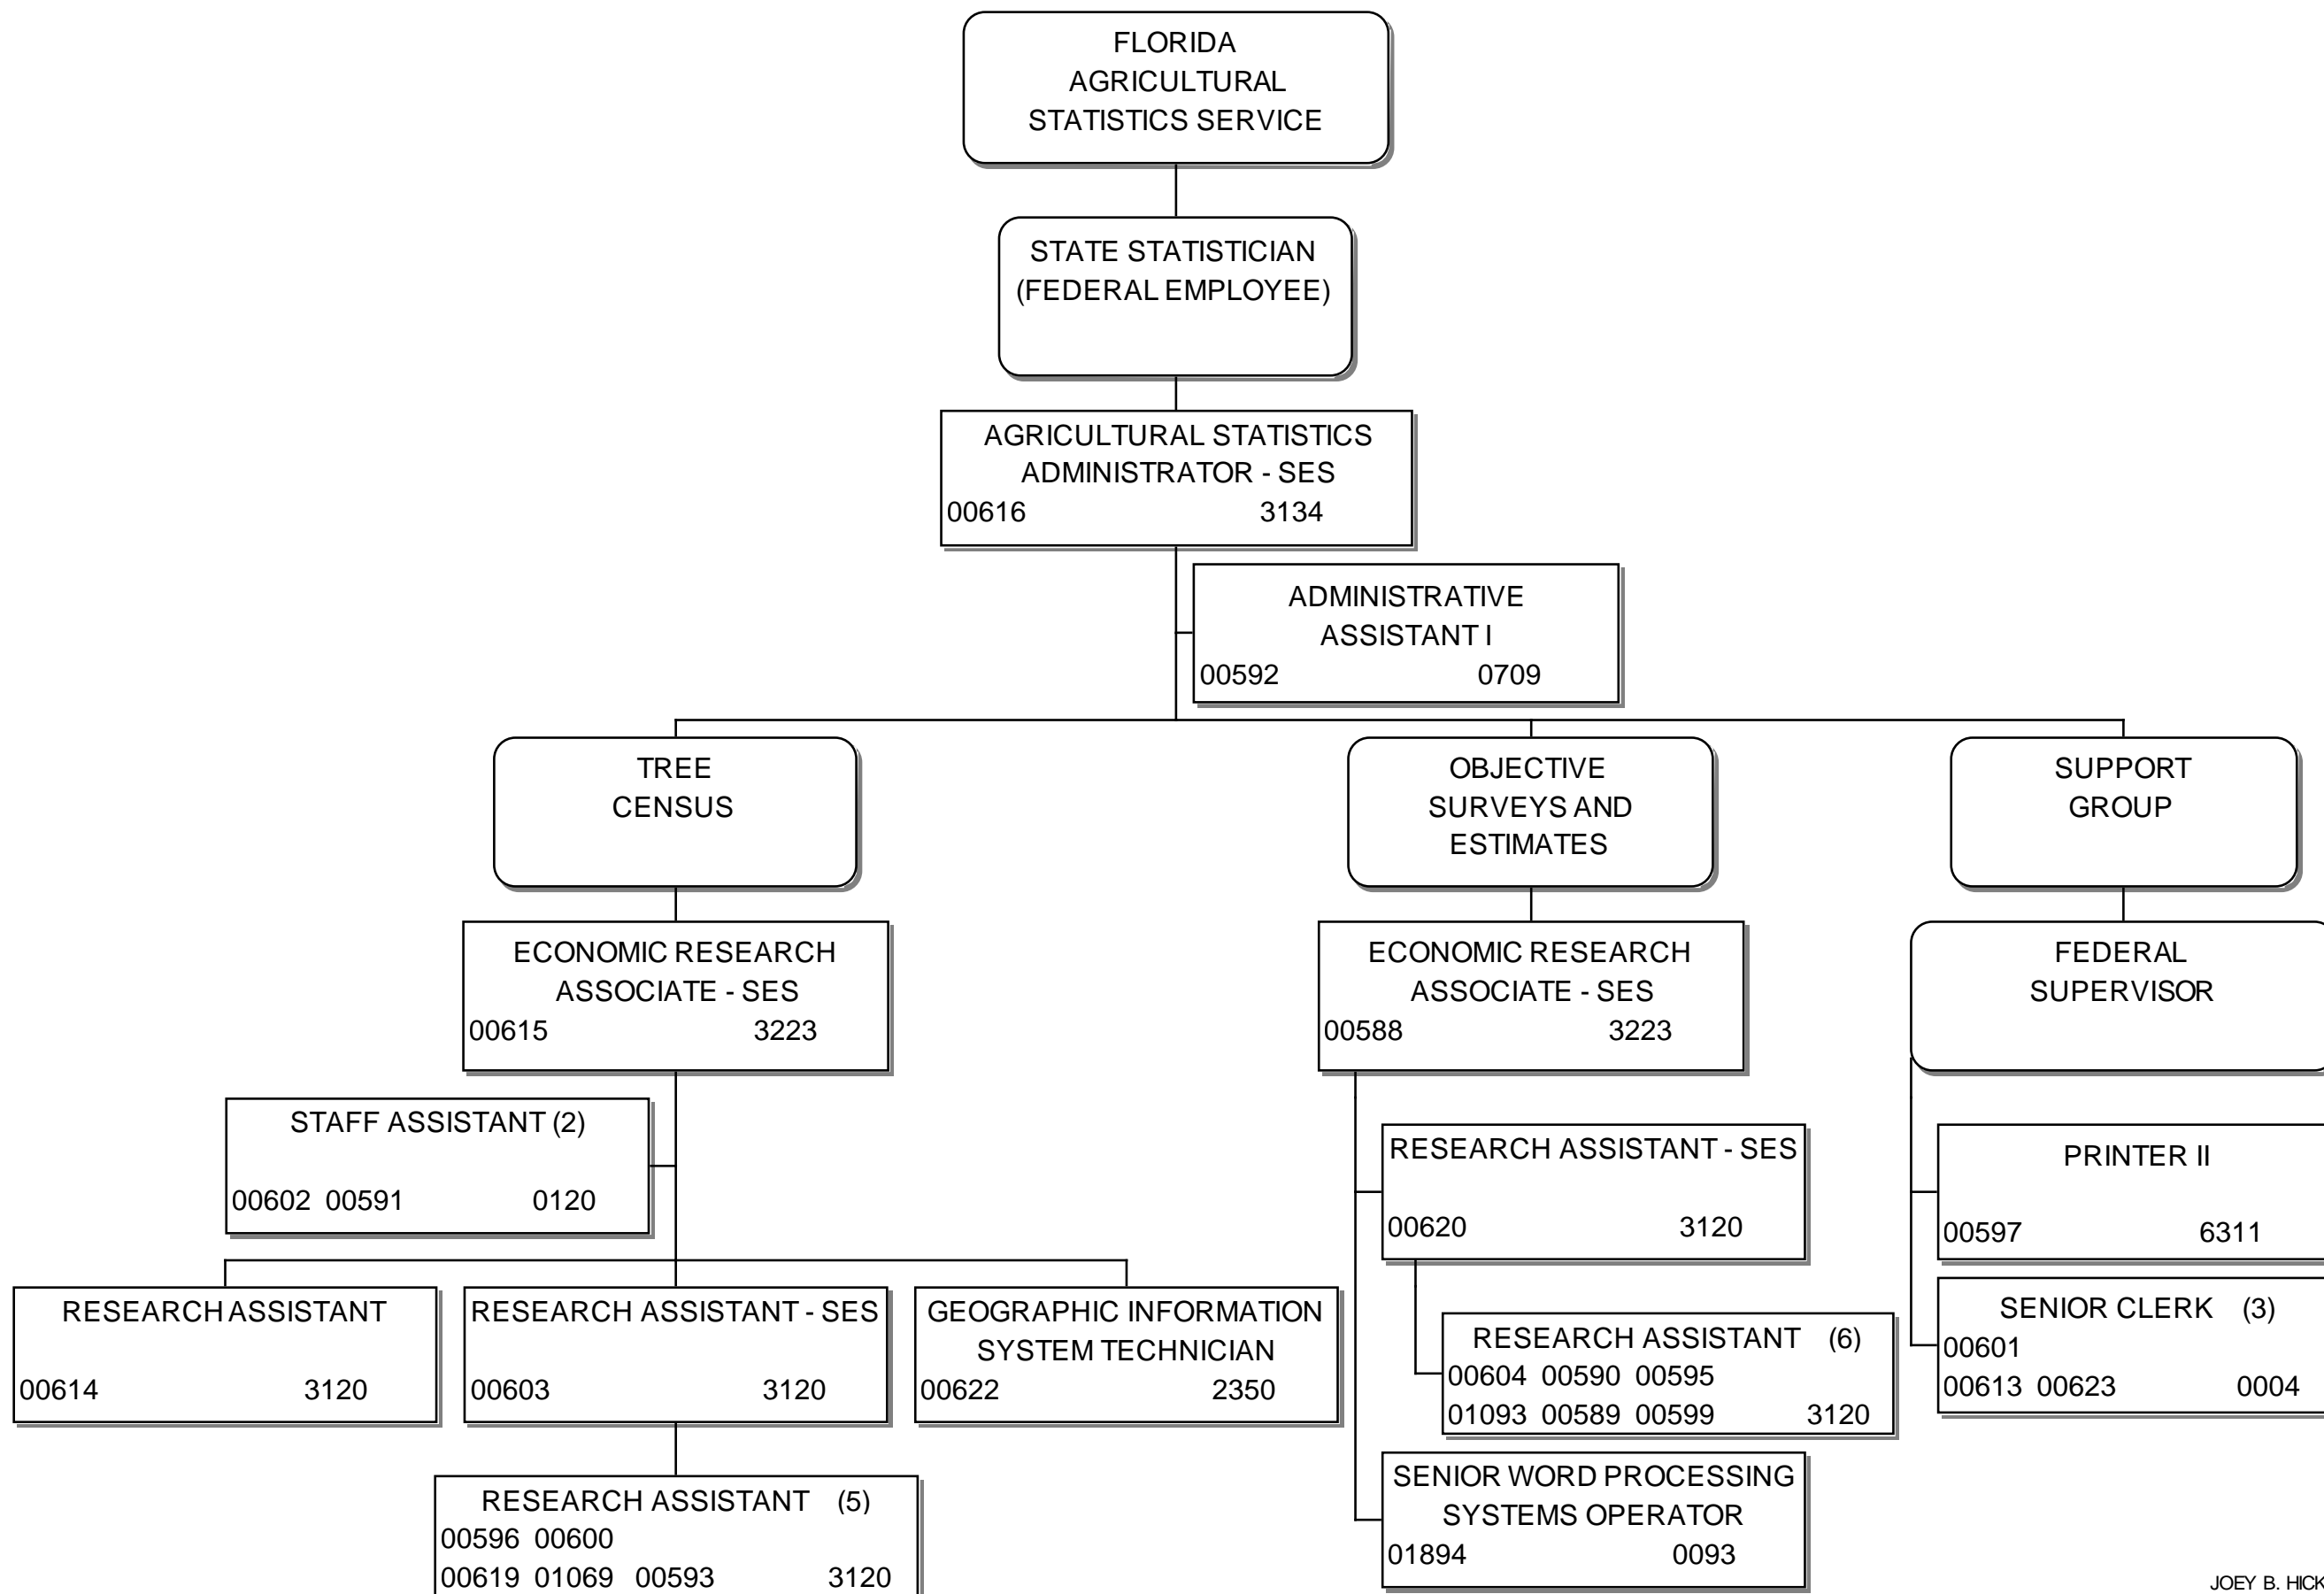 FLORIDA
AGRICULTURAL
STATISTICS SERVICE
STATE STATISTICIAN
(FEDERAL EMPLOYEE)
AGRICULTURAL STATISTICS
ADMINISTRATOR - SES
00616 3134
ADMINISTRATIVE
ASSISTANT I
00592 0709
TREE
CENSUS
OBJECTIVE
SURVEYS AND
ESTIMATES
SUPPORT
GROUP
ECONOMIC RESEARCH
ASSOCIATE - SES
00615 3223
ECONOMIC RESEARCH
ASSOCIATE - SES
00588 3223
FEDERAL
SUPERVISOR
STAFF ASSISTANT (2)
00602 00591 0120
RESEARCH ASSISTANT - SES
00620 3120
PRINTER II
00597 6311
RESEARCH ASSISTANT
00614 3120
RESEARCH ASSISTANT - SES
00603 3120
GEOGRAPHIC INFORMATION
SYSTEM TECHNICIAN
00622 2350
RESEARCH ASSISTANT (6)
00604 00590 00595
01093 00589 00599 3120
SENIOR CLERK (3)
00601
00613 00623 0004
RESEARCH ASSISTANT (5)
00596 00600
00619 01069 00593 3120
SENIOR WORD PROCESSING
SYSTEMS OPERATOR
01894 0093
JOEY B. HICK